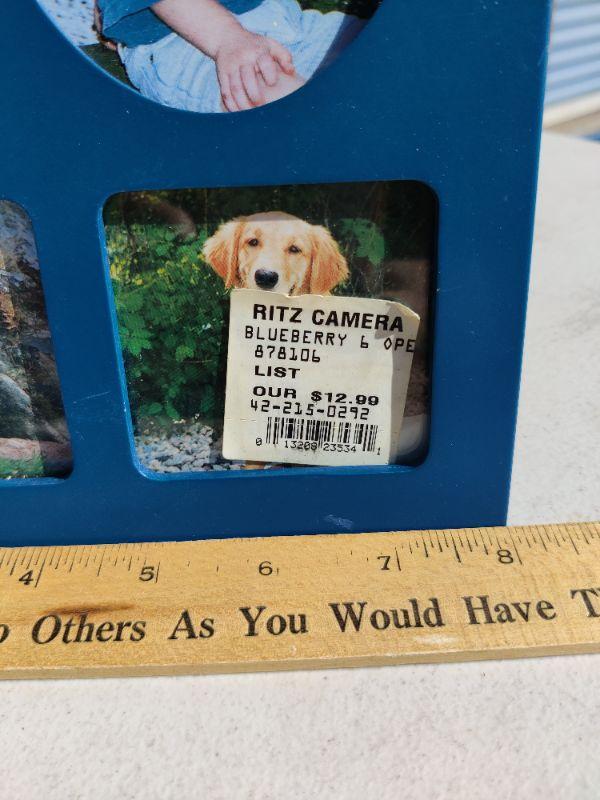 RITZ CAMERA
BLUEBERRY 6 OPE
878106
LIST
OUR $12.99
42-215-0292
0 13208 23534 1
4 5 6 7 8
o Others As You Would Have T